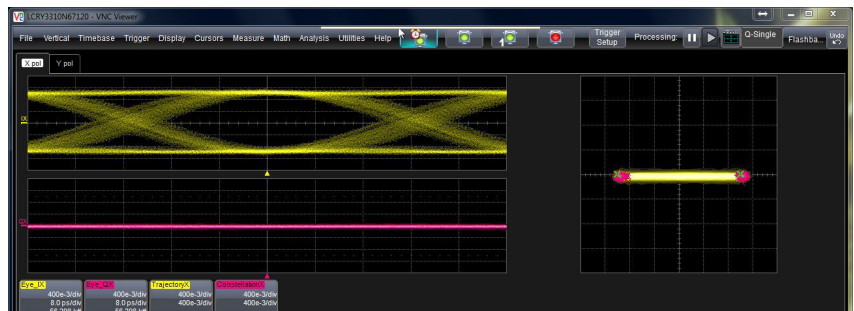 LCRY3310N67120 - VNC Viewer
File Vertical Timebase Trigger Display Cursors Measure Math Analysis Utilities Help
1
Trigger Setup
Processing:
Q-Single
Flashba...
Undo
X pol Y pol
IX
QX
Eye_IX Eye_QX TrajectoryX ConstellationX
400e-3/div 400e-3/div 400e-3/div 400e-3/div
8.0 ps/div 8.0 ps/div 400e-3/div 400e-3/div